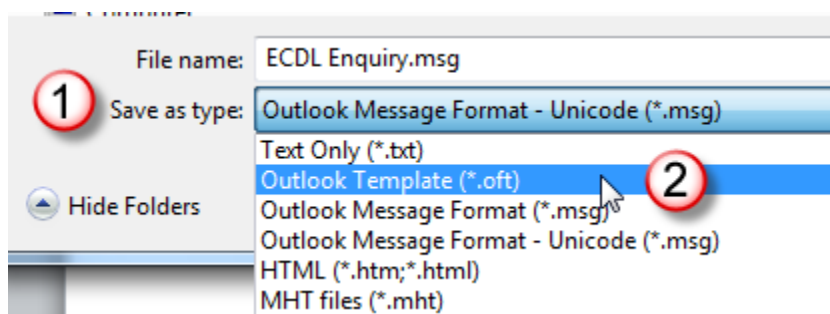 Computer
File name: ECDL Enquiry.msg
1 Save as type: Outlook Message Format - Unicode (*.msg)
Text Only (*.txt)
Outlook Template (*.oft) 2
Hide Folders Outlook Message Format (*.msg)
Outlook Message Format - Unicode (*.msg)
HTML (*.htm;*.html)
MHT files (*.mht)